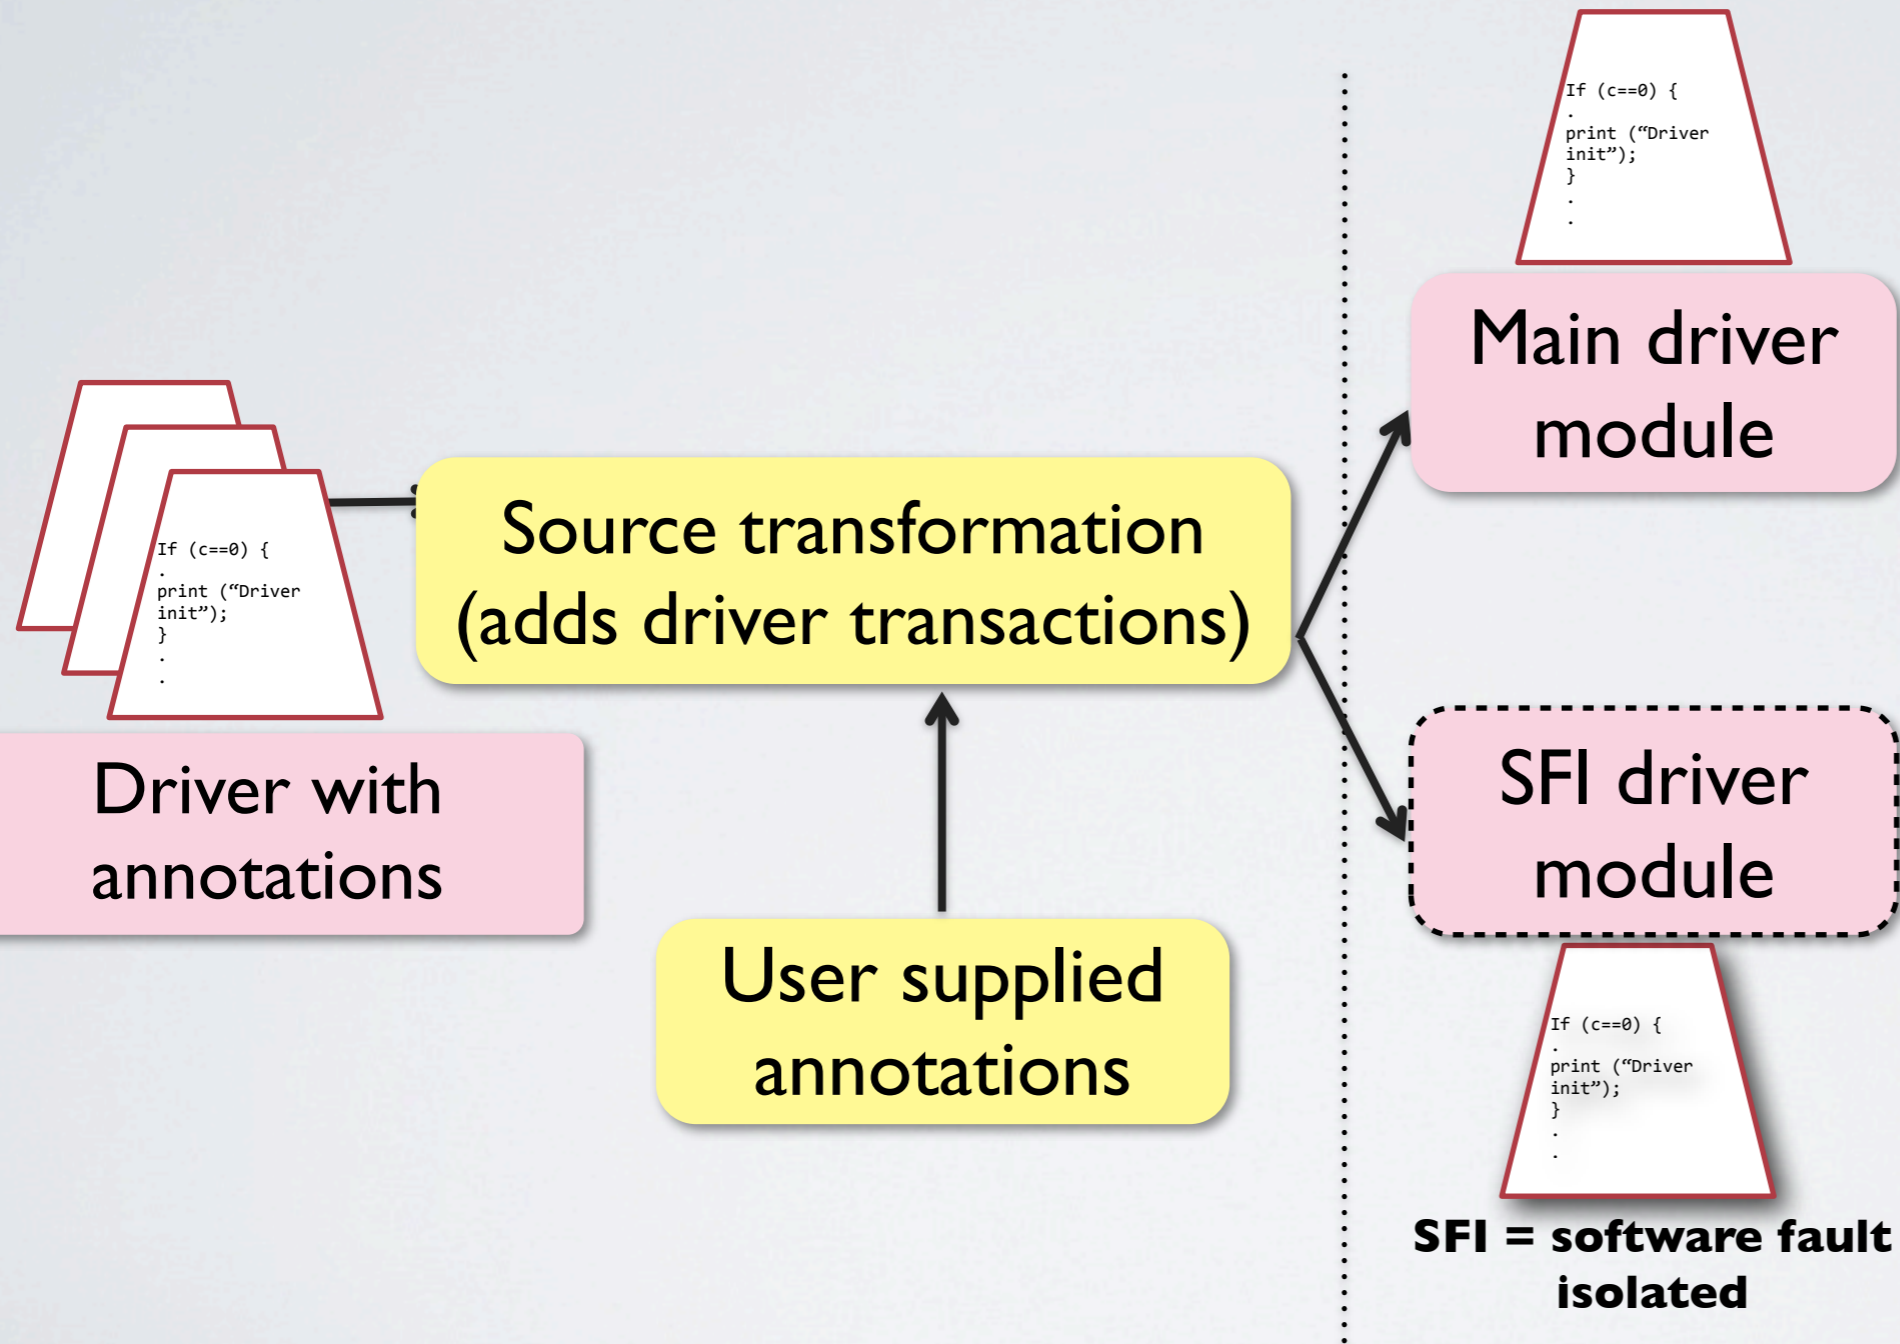 If (c==0) {
.
print (“Driver
init”);
}
.
.
Main driver
module
If (c==0) {
.
print (“Driver
init”);
}
.
.
Driver with
annotations
Source transformation
(adds driver transactions)
User supplied
annotations
SFI driver
module
If (c==0) {
.
print (“Driver
init”);
}
.
.
SFI = software fault
isolated